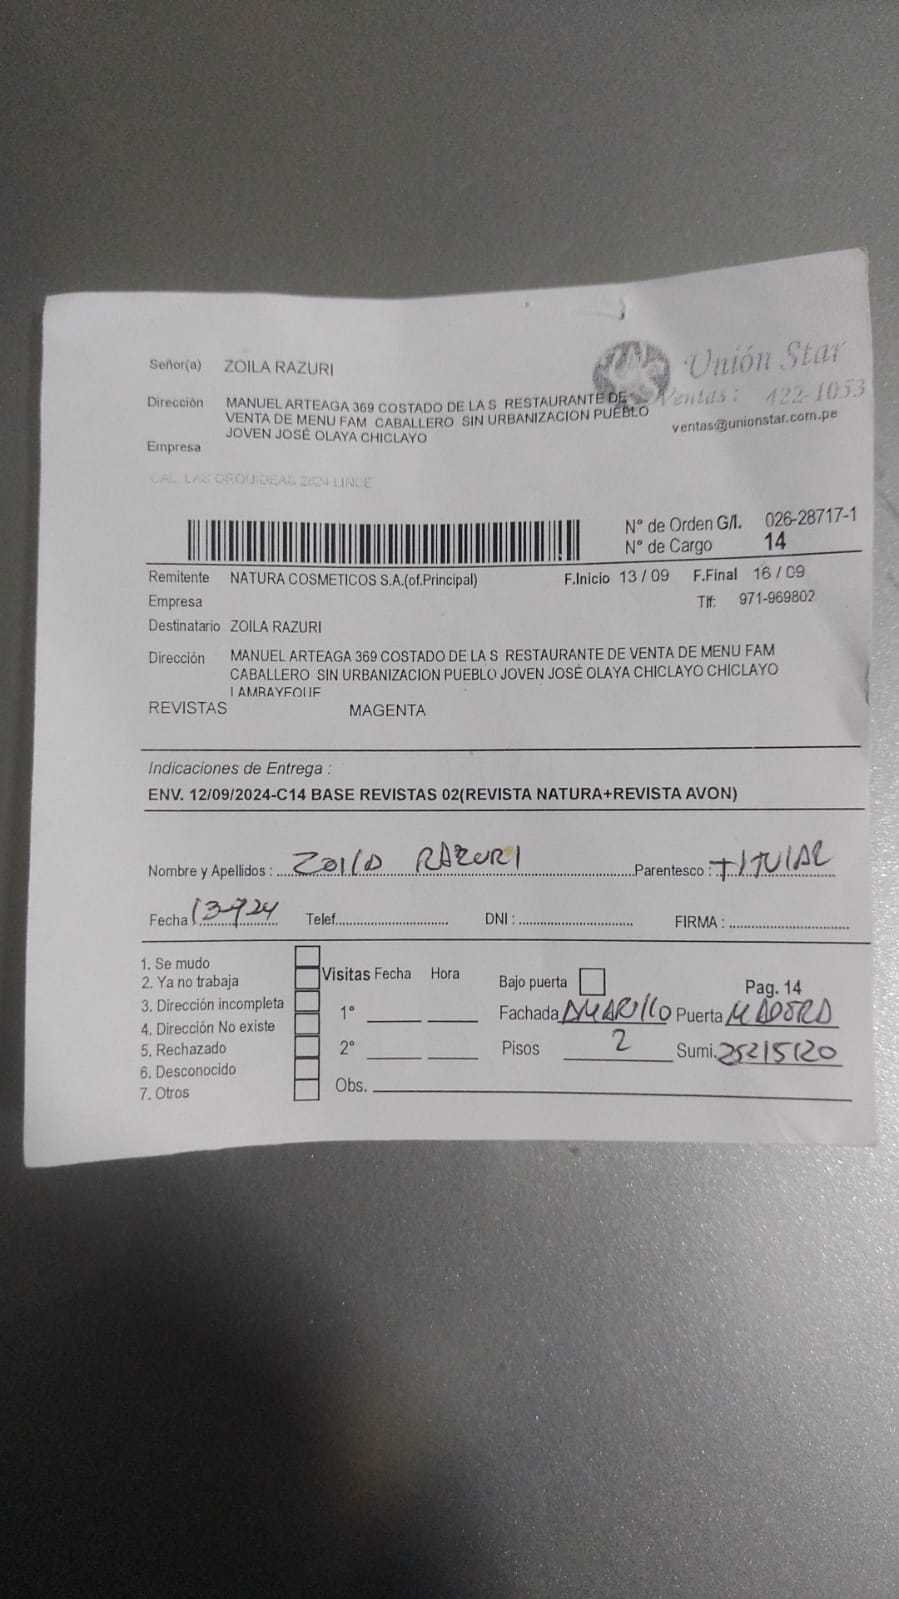 Señor(a) ZOILA RAZURI
Unión Star
Ventas: 422-1053
ventas@unionstar.com.pe
Dirección MANUEL ARTEAGA 369 COSTADO DE LA S RESTAURANTE DE
VENTA DE MENU FAM CABALLERO SIN URBANIZACION PUEBLO
JOVEN JOSÉ OLAYA CHICLAYO
Empresa
CAL. LAS ORQUIDEAS 2624 LINCE
N° de Orden G/I. 026-28717-1
N° de Cargo 14
Remitente NATURA COSMETICOS S.A.(of.Principal) F.Inicio 13 / 09 F.Final 16 / 09
Empresa Tlf: 971-969802
Destinatario ZOILA RAZURI
Dirección MANUEL ARTEAGA 369 COSTADO DE LA S RESTAURANTE DE VENTA DE MENU FAM
CABALLERO SIN URBANIZACION PUEBLO JOVEN JOSÉ OLAYA CHICLAYO CHICLAYO
LAMBAYEQUE
REVISTAS MAGENTA
Indicaciones de Entrega :
ENV. 12/09/2024-C14 BASE REVISTAS 02(REVISTA NATURA+REVISTA AVON)
Nombre y Apellidos : ZOILA RAZURI Parentesco : TITULAR
Fecha 13-9-24 Telef. DNI : FIRMA :
1. Se mudo
2. Ya no trabaja
3. Dirección incompleta
4. Dirección No existe
5. Rechazado
6. Desconocido
7. Otros
Visitas Fecha Hora
1°
2°
Obs.
Bajo puerta Pag. 14
Fachada AMARILLO Puerta MADERA
Pisos 2 Sumi. 25215120